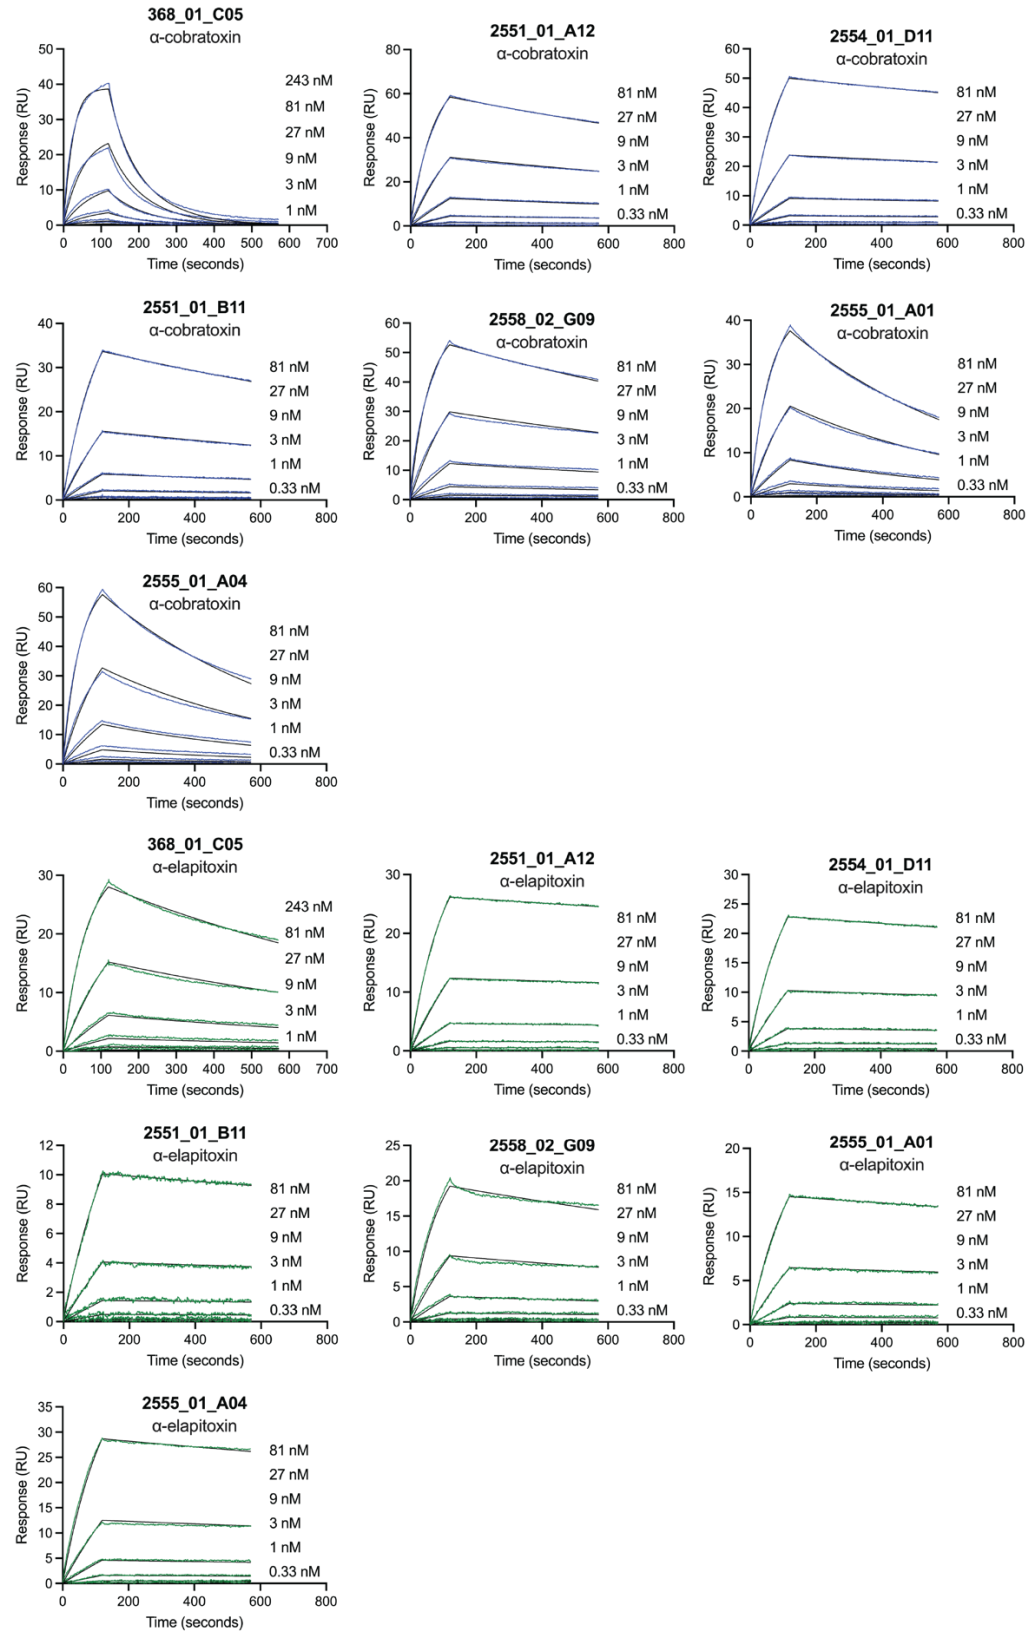 368_01_C05
α-cobratoxin
50
40
30
20
10
0
Response (RU)
0 100 200 300 400 500 600 700
Time (seconds)
243 nM
81 nM
27 nM
9 nM
3 nM
1 nM
2551_01_A12
α-cobratoxin
80
60
40
20
0
Response (RU)
0 200 400 600 800
Time (seconds)
81 nM
27 nM
9 nM
3 nM
1 nM
0.33 nM
2554_01_D11
α-cobratoxin
60
50
40
30
20
10
0
Response (RU)
0 200 400 600 800
Time (seconds)
81 nM
27 nM
9 nM
3 nM
1 nM
0.33 nM
2551_01_B11
α-cobratoxin
40
30
20
10
0
Response (RU)
0 200 400 600 800
Time (seconds)
81 nM
27 nM
9 nM
3 nM
1 nM
0.33 nM
2558_02_G09
α-cobratoxin
60
50
40
30
20
10
0
Response (RU)
0 200 400 600 800
Time (seconds)
81 nM
27 nM
9 nM
3 nM
1 nM
0.33 nM
2555_01_A01
α-cobratoxin
40
30
20
10
0
Response (RU)
0 200 400 600 800
Time (seconds)
81 nM
27 nM
9 nM
3 nM
1 nM
0.33 nM
2555_01_A04
α-cobratoxin
60
50
40
30
20
10
0
Response (RU)
0 200 400 600 800
Time (seconds)
81 nM
27 nM
9 nM
3 nM
1 nM
0.33 nM
368_01_C05
α-elapitoxin
30
20
10
0
Response (RU)
0 100 200 300 400 500 600 700
Time (seconds)
243 nM
81 nM
27 nM
9 nM
3 nM
1 nM
2551_01_A12
α-elapitoxin
30
20
10
0
Response (RU)
0 200 400 600 800
Time (seconds)
81 nM
27 nM
9 nM
3 nM
1 nM
0.33 nM
2554_01_D11
α-elapitoxin
30
25
20
15
10
5
0
Response (RU)
0 200 400 600 800
Time (seconds)
81 nM
27 nM
9 nM
3 nM
1 nM
0.33 nM
2551_01_B11
α-elapitoxin
12
10
8
6
4
2
0
Response (RU)
0 200 400 600 800
Time (seconds)
81 nM
27 nM
9 nM
3 nM
1 nM
0.33 nM
2558_02_G09
α-elapitoxin
25
20
15
10
5
0
Response (RU)
0 200 400 600 800
Time (seconds)
81 nM
27 nM
9 nM
3 nM
1 nM
0.33 nM
2555_01_A01
α-elapitoxin
20
15
10
5
0
Response (RU)
0 200 400 600 800
Time (seconds)
81 nM
27 nM
9 nM
3 nM
1 nM
0.33 nM
2555_01_A04
α-elapitoxin
35
30
25
20
15
10
5
0
Response (RU)
0 200 400 600 800
Time (seconds)
81 nM
27 nM
9 nM
3 nM
1 nM
0.33 nM